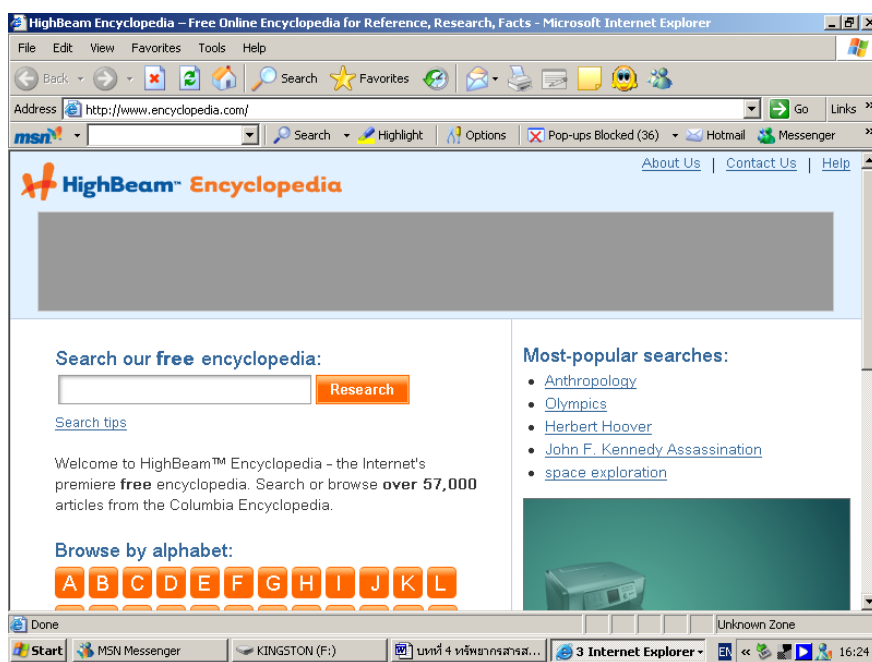 HighBeam Encyclopedia – Free Online Encyclopedia for Reference, Research, Facts - Microsoft Internet Explorer
File Edit View Favorites Tools Help
Back Search Favorites
Address http://www.encyclopedia.com/ Go Links »
msn Search Highlight Options Pop-ups Blocked (36) Hotmail Messenger »
About Us | Contact Us | Help
HighBeam™ Encyclopedia
Search our free encyclopedia:
Research
Search tips
Welcome to HighBeam™ Encyclopedia - the Internet's
premiere free encyclopedia. Search or browse over 57,000
articles from the Columbia Encyclopedia.
Browse by alphabet:
A B C D E F G H I J K L
Most-popular searches:
• Anthropology
• Olympics
• Herbert Hoover
• John F. Kennedy Assassination
• space exploration
Done Unknown Zone
Start MSN Messenger KINGSTON (F:) บทที่ 4 ทรัพยากรสารส... 3 Internet Explorer EN « 16:24